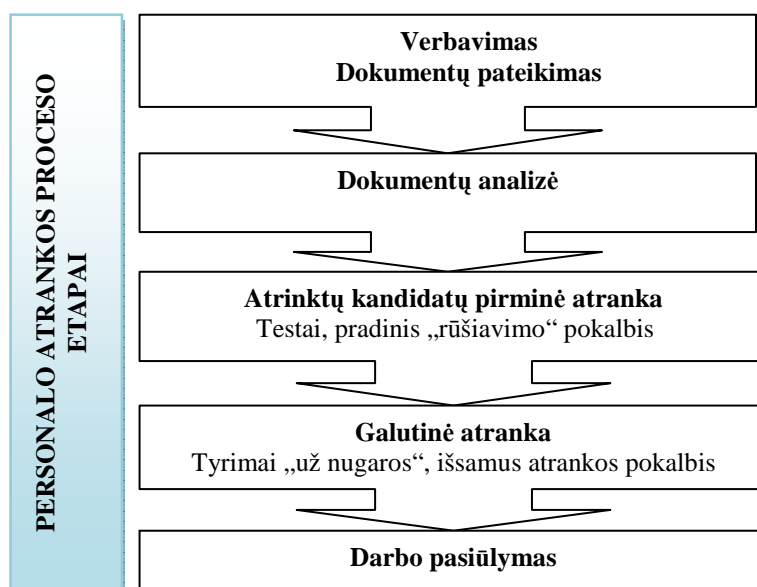 PERSONALO ATRANKOS PROCESO
ETAPAI
Verbavimas
Dokumentų pateikimas
Dokumentų analizė
Atrinktų kandidatų pirminė atranka
Testai, pradinis „rūšiavimo“ pokalbis
Galutinė atranka
Tyrimai „už nugaros“, išsamus atrankos pokalbis
Darbo pasiūlymas